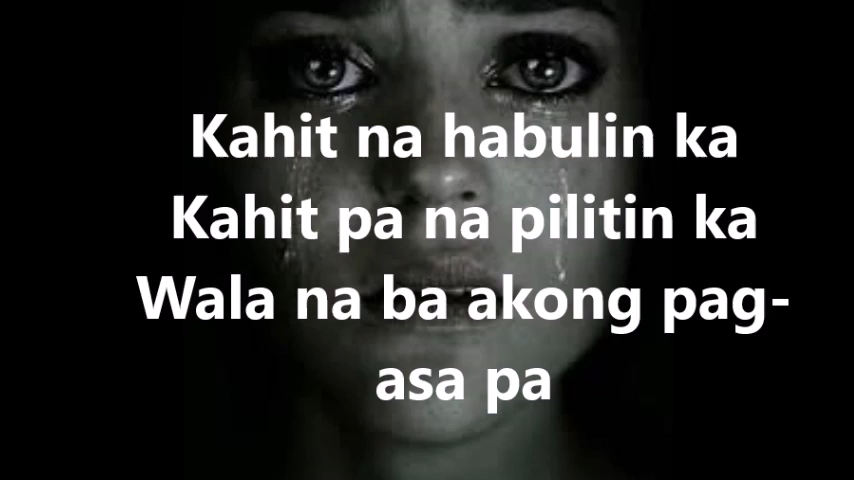 Kahit na habulin ka
Kahit pa na pilitin ka
Wala na ba akong pag-
asa pa